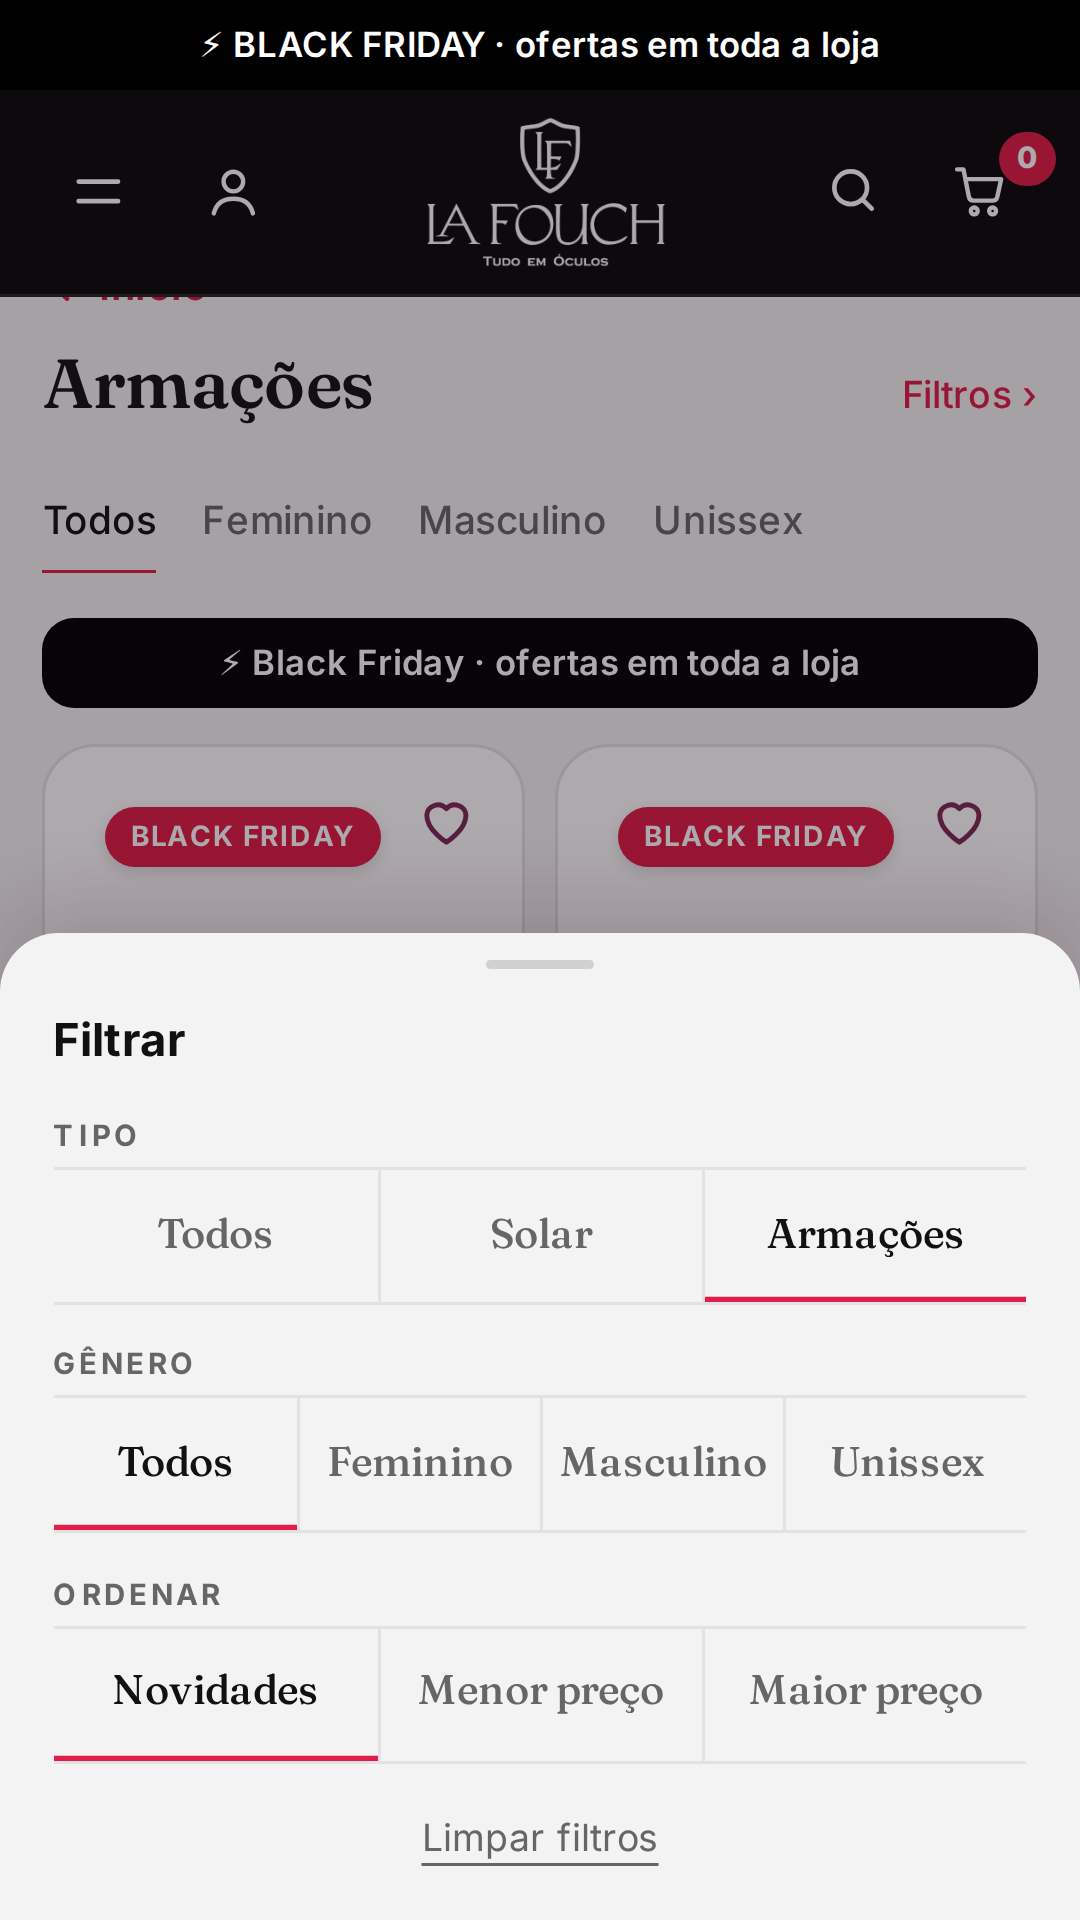 ⚡ BLACK FRIDAY · ofertas em toda a loja
0
LF
LA FOUCH
TUDO EM ÓCULOS
Armações
Filtros ›
Todos Feminino Masculino Unissex
⚡ Black Friday · ofertas em toda a loja
BLACK FRIDAY BLACK FRIDAY
Filtrar
TIPO
Todos Solar Armações
GÊNERO
Todos Feminino Masculino Unissex
ORDENAR
Novidades Menor preço Maior preço
Limpar filtros